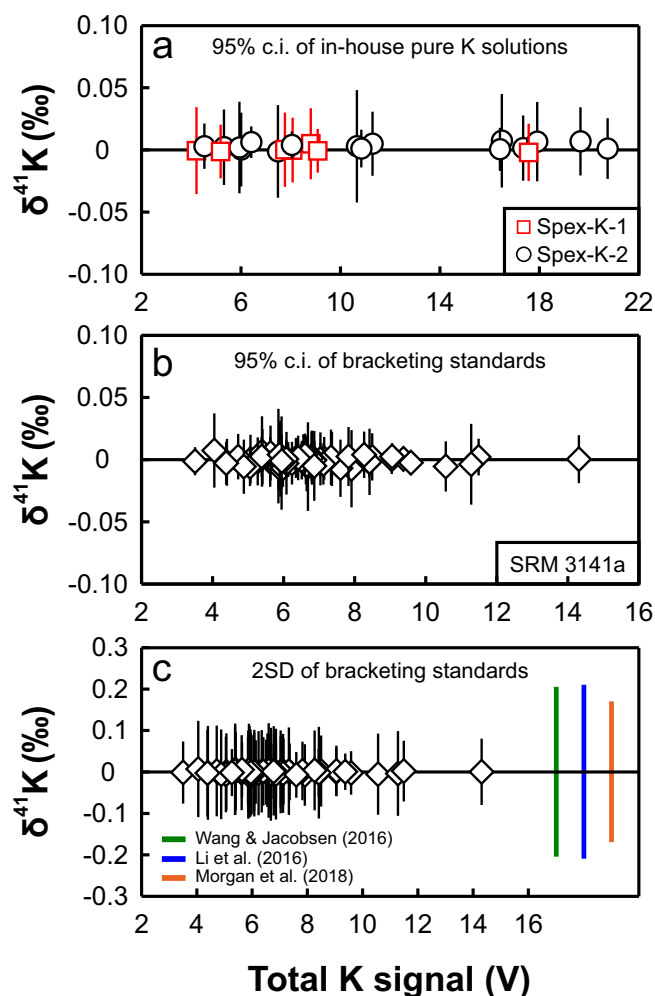 a 95% c.i. of in-house pure K solutions
δ⁴¹K (‰)
0.10
0.05
0
-0.05
-0.10
Spex-K-1
Spex-K-2
2 6 10 14 18 22
b 95% c.i. of bracketing standards
δ⁴¹K (‰)
0.10
0.05
0
-0.05
-0.10
SRM 3141a
2 4 6 8 10 12 14 16
c 2SD of bracketing standards
δ⁴¹K (‰)
0.3
0.2
0.1
0
-0.1
-0.2
-0.3
Wang & Jacobsen (2016)
Li et al. (2016)
Morgan et al. (2018)
2 4 6 8 10 12 14 16
Total K signal (V)